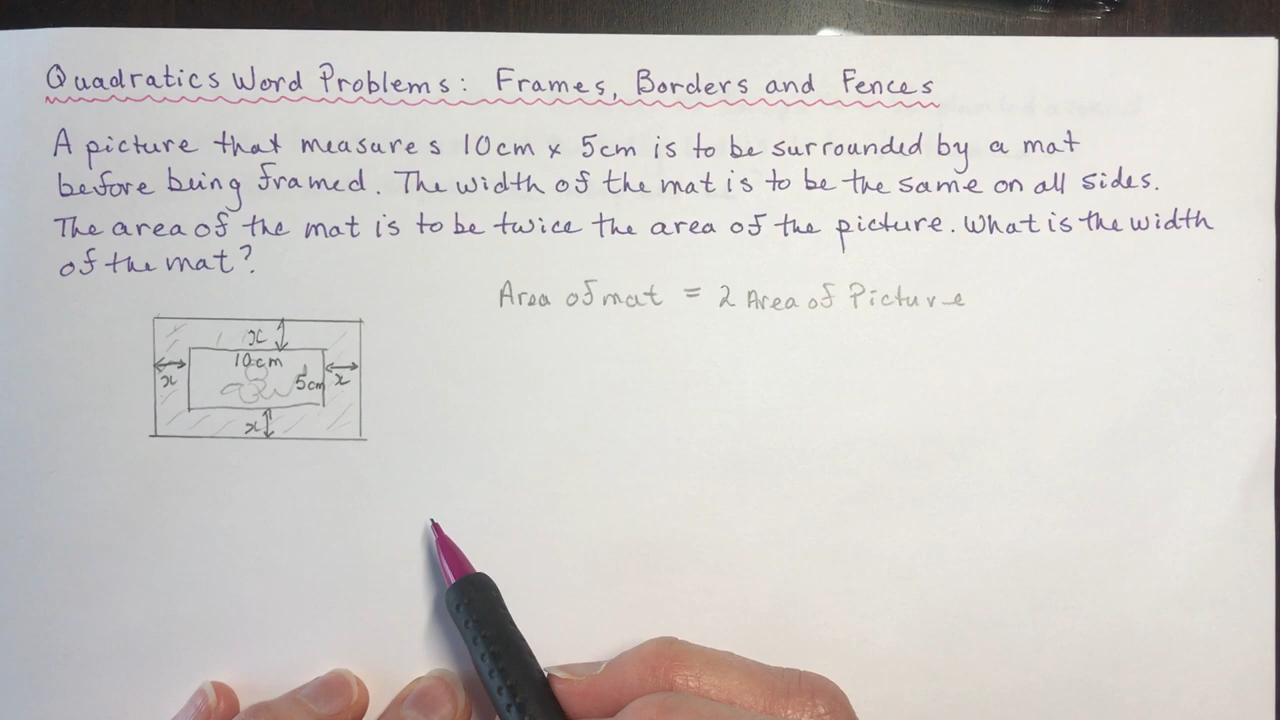 Quadratics Word Problems: Frames, Borders and Fences
A picture that measures 10cm x 5cm is to be surrounded by a mat
before being framed. The width of the mat is to be the same on all sides.
The area of the mat is to be twice the area of the picture. What is the width
of the mat?
Area of mat = 2 Area of Picture
x
10cm
x
5cm
x
x